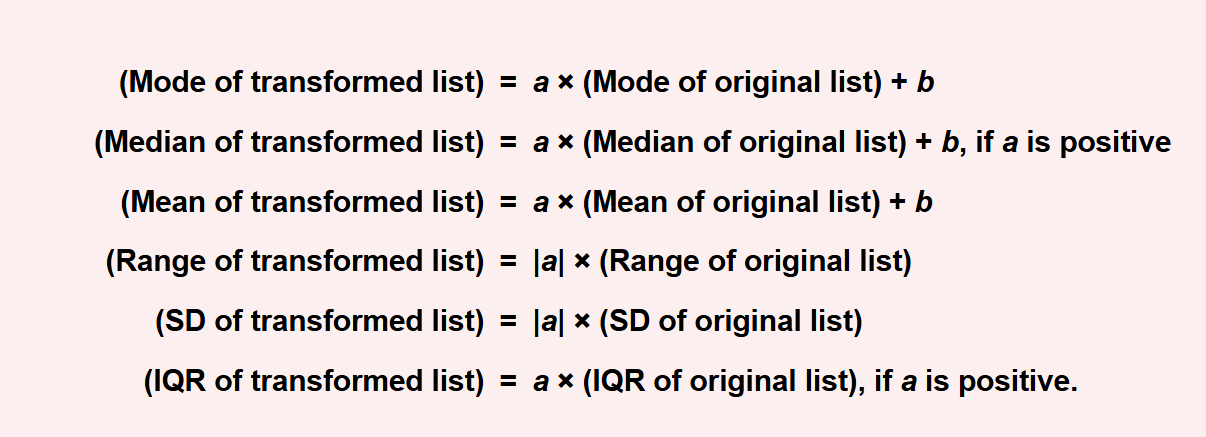 (Mode of transformed list) = a × (Mode of original list) + b
(Median of transformed list) = a × (Median of original list) + b, if a is positive
(Mean of transformed list) = a × (Mean of original list) + b
(Range of transformed list) = |a| × (Range of original list)
(SD of transformed list) = |a| × (SD of original list)
(IQR of transformed list) = a × (IQR of original list), if a is positive.